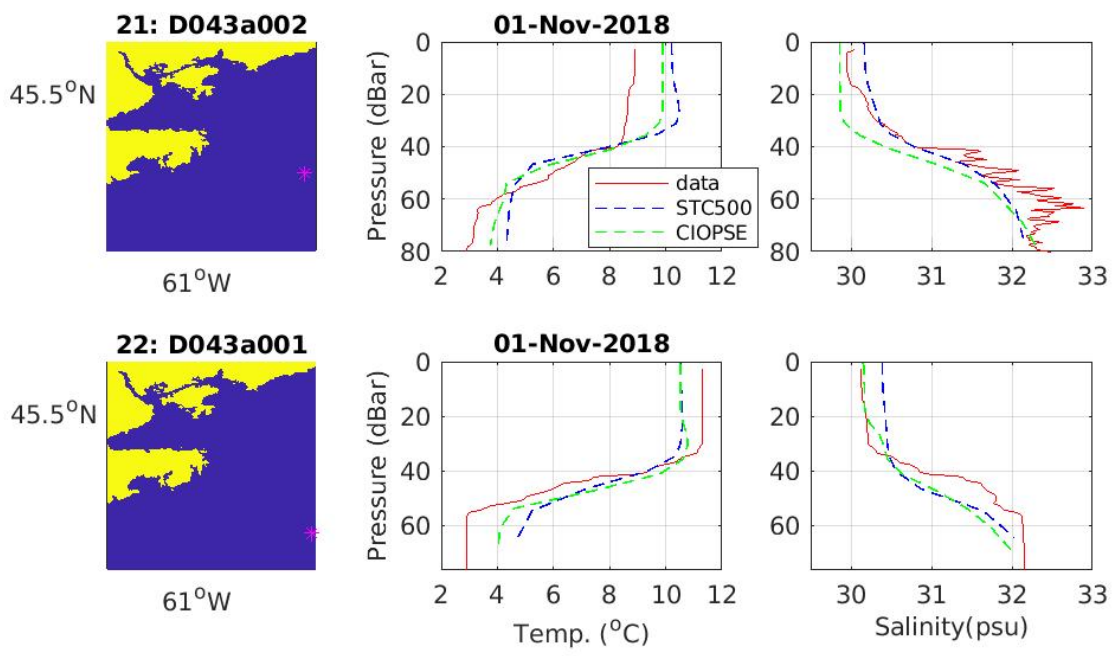 21: D043a002
01-Nov-2018
45.5°N
61°W
Pressure (dBar)
0
20
40
60
80
2 4 6 8 10 12
data
STC500
CIOPSE
0
20
40
60
80
30 31 32 33
22: D043a001
01-Nov-2018
45.5°N
61°W
Pressure (dBar)
0
20
40
60
2 4 6 8 10 12
Temp. (°C)
0
20
40
60
30 31 32 33
Salinity(psu)